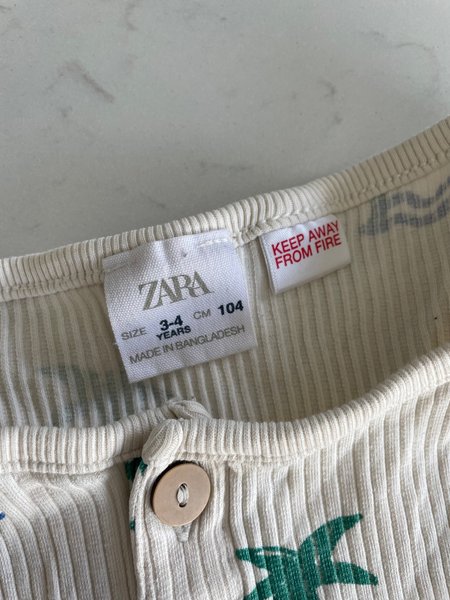 ZARA
SIZE 3-4 YEARS CM 104
MADE IN BANGLADESH
KEEP AWAY
FROM FIRE